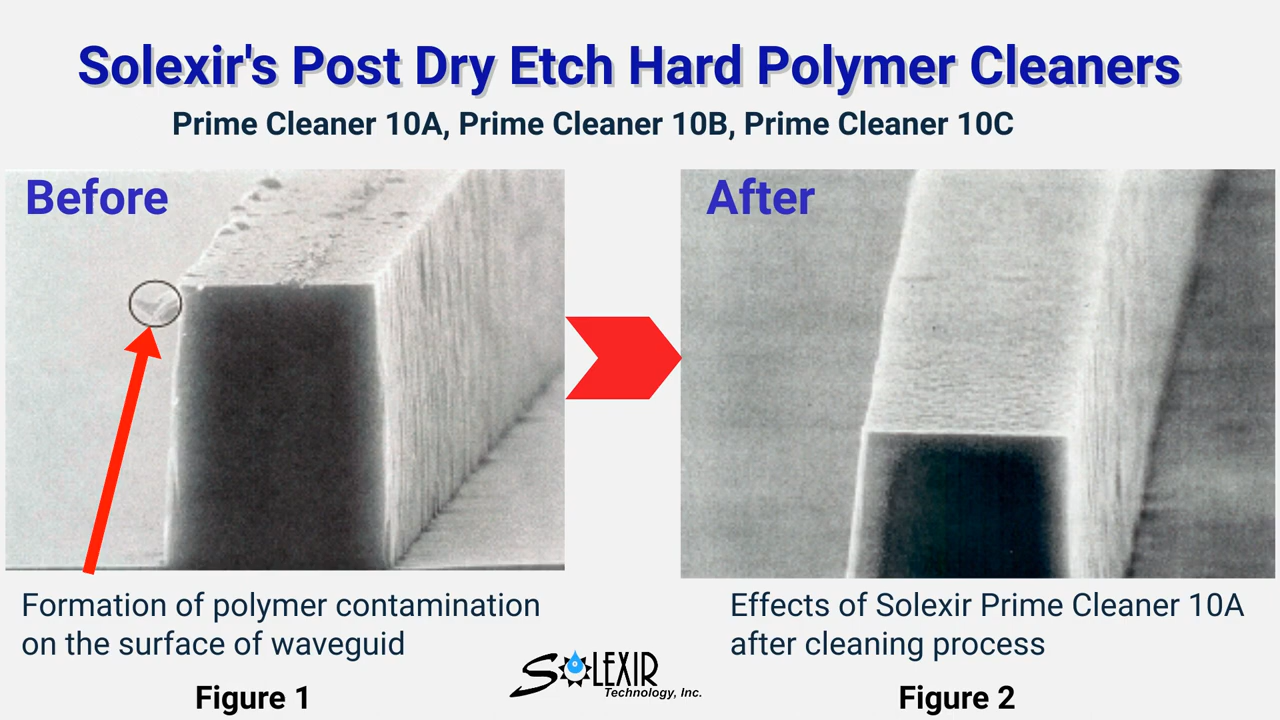 Solexir's Post Dry Etch Hard Polymer Cleaners
Prime Cleaner 10A, Prime Cleaner 10B, Prime Cleaner 10C
Before
After
Formation of polymer contamination
on the surface of waveguid
Figure 1
Effects of Solexir Prime Cleaner 10A
after cleaning process
Figure 2
SOLEXIR
Technology, Inc.